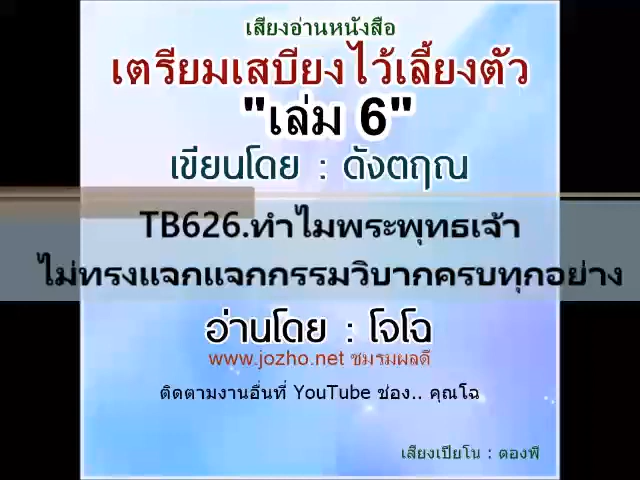 เสียงอ่านหนังสือ
เตรียมเสบียงไว้เลี้ยงตัว
"เล่ม 6"
เขียนโดย : ดังตฤณ
TB626.ทำไมพระพุทธเจ้า
ไม่ทรงแจกแจกกรรมวิบากครบทุกอย่าง
อ่านโดย : โจโฉ
www.jozho.net ชมรมผลดี
ติดตามงานอื่นที่ YouTube ช่อง.. คุณโฉ
เสียงเปียโน : ตองพี